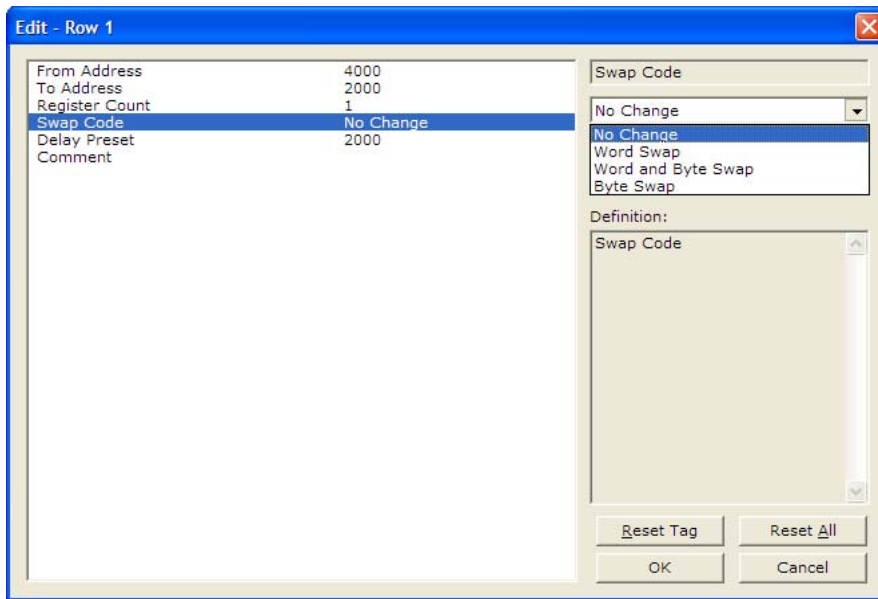 Edit - Row 1
From Address 4000
To Address 2000
Register Count 1
Swap Code No Change
Delay Preset 2000
Comment
Swap Code
No Change
No Change
Word Swap
Word and Byte Swap
Byte Swap
Definition:
Swap Code
Reset Tag Reset All
OK Cancel